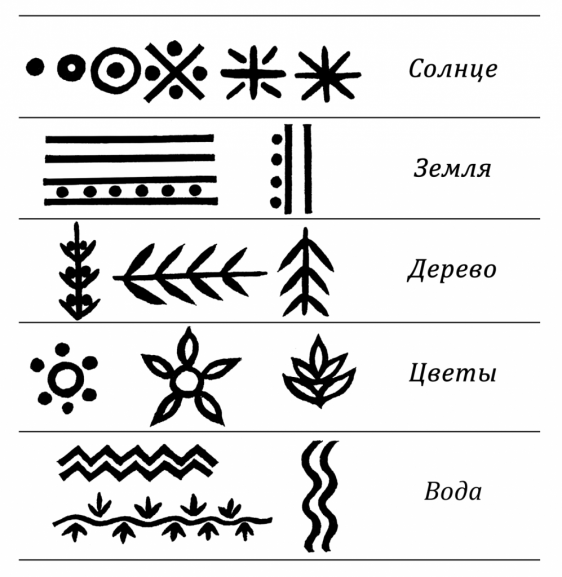 Солнце
Земля
Дерево
Цветы
Вода